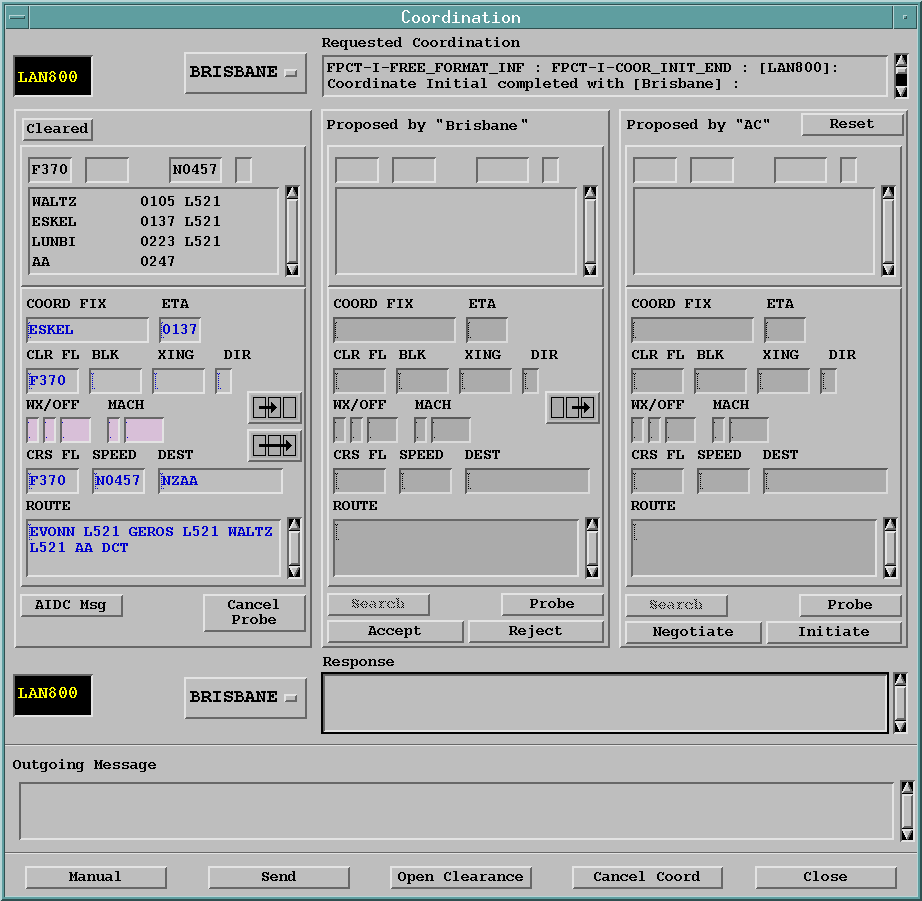 Coordination
LAN800
BRISBANE
Requested Coordination
FPCT-I-FREE_FORMAT_INF : FPCT-I-COOR_INIT_END : [LAN800]:
Coordinate Initial completed with [Brisbane] :
Cleared
F370 N0457
WALTZ 0105 L521
ESKEL 0137 L521
LUNBI 0223 L521
AA 0247
COORD FIX ETA
ESKEL 0137
CLR FL BLK XING DIR
F370
WX/OFF MACH
CRS FL SPEED DEST
F370 N0457 NZAA
ROUTE
EVONN L521 GEROS L521 WALTZ
L521 AA DCT
AIDC Msg
Cancel
Probe
Proposed by "Brisbane"
COORD FIX ETA
CLR FL BLK XING DIR
WX/OFF MACH
CRS FL SPEED DEST
ROUTE
Search Probe
Accept Reject
Proposed by "AC" Reset
COORD FIX ETA
CLR FL BLK XING DIR
WX/OFF MACH
CRS FL SPEED DEST
ROUTE
Search Probe
Negotiate Initiate
LAN800
BRISBANE
Response
Outgoing Message
Manual Send Open Clearance Cancel Coord Close